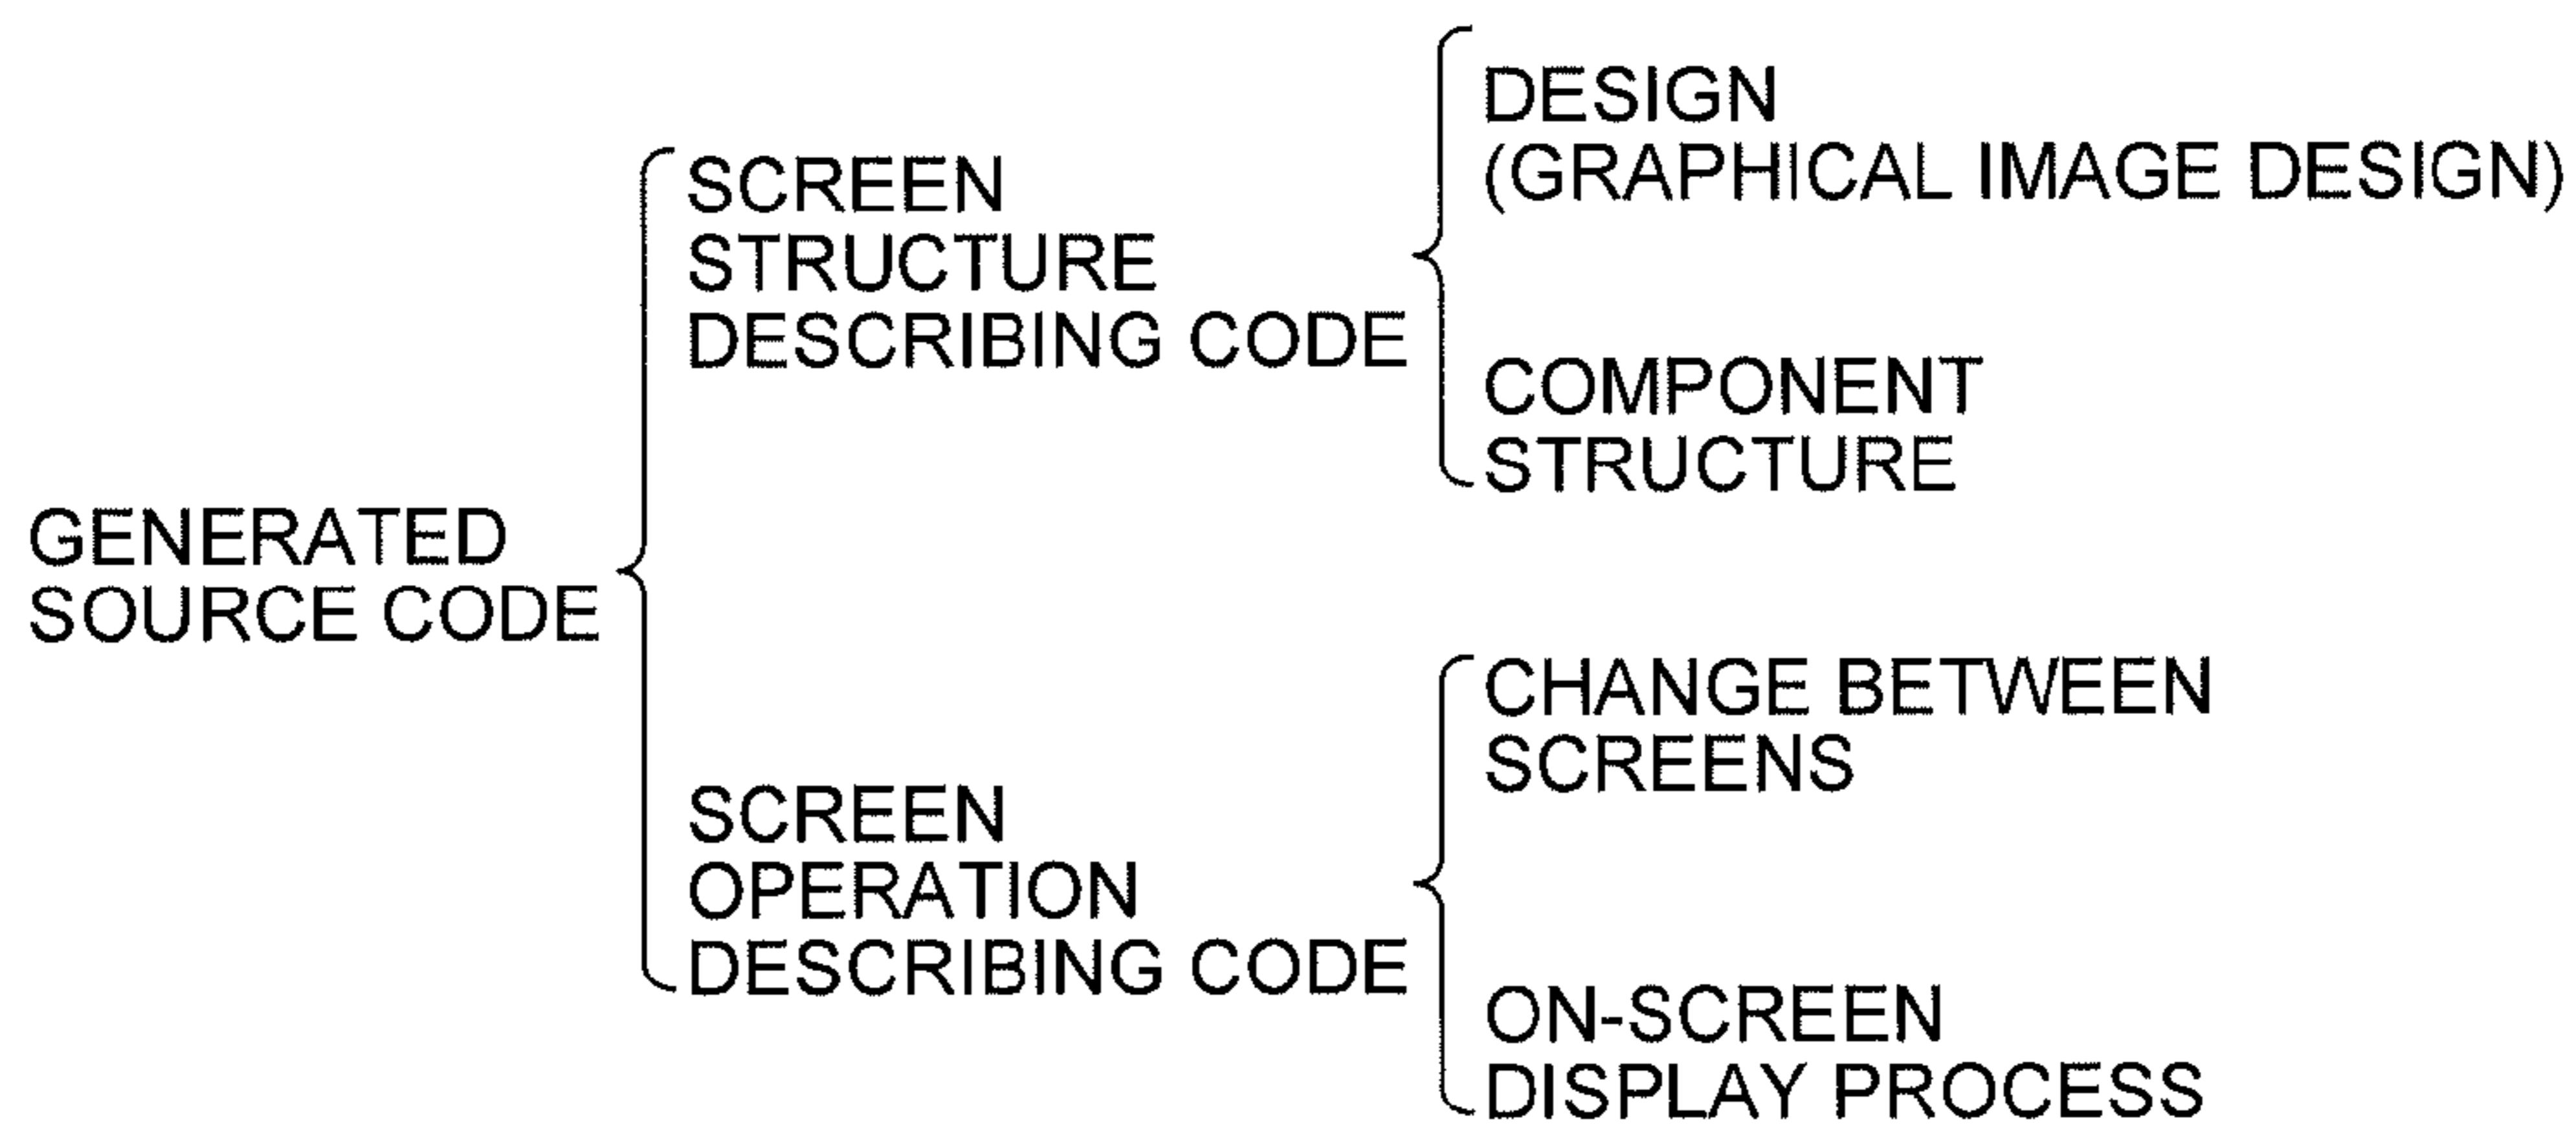 GENERATED
SOURCE CODE
SCREEN
STRUCTURE
DESCRIBING CODE
DESIGN
(GRAPHICAL IMAGE DESIGN)
COMPONENT
STRUCTURE
SCREEN
OPERATION
DESCRIBING CODE
CHANGE BETWEEN
SCREENS
ON-SCREEN
DISPLAY PROCESS